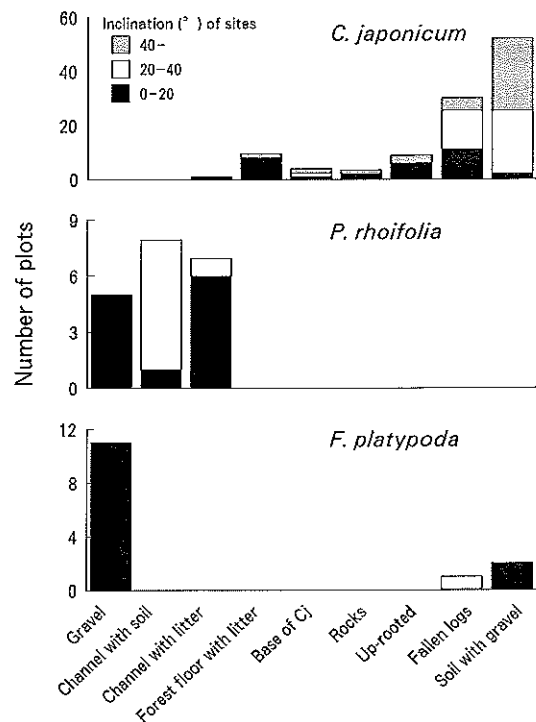 Inclination (° ) of sites
40-
20-40
0-20
C. japonicum
60
40
20
0
P. rhoifolia
9
6
3
0
Number of plots
F. platypoda
12
8
4
0
Gravel
Channel with soil
Channel with litter
Forest floor with litter
Base of Cj
Rocks
Up-rooted
Fallen logs
Soil with gravel